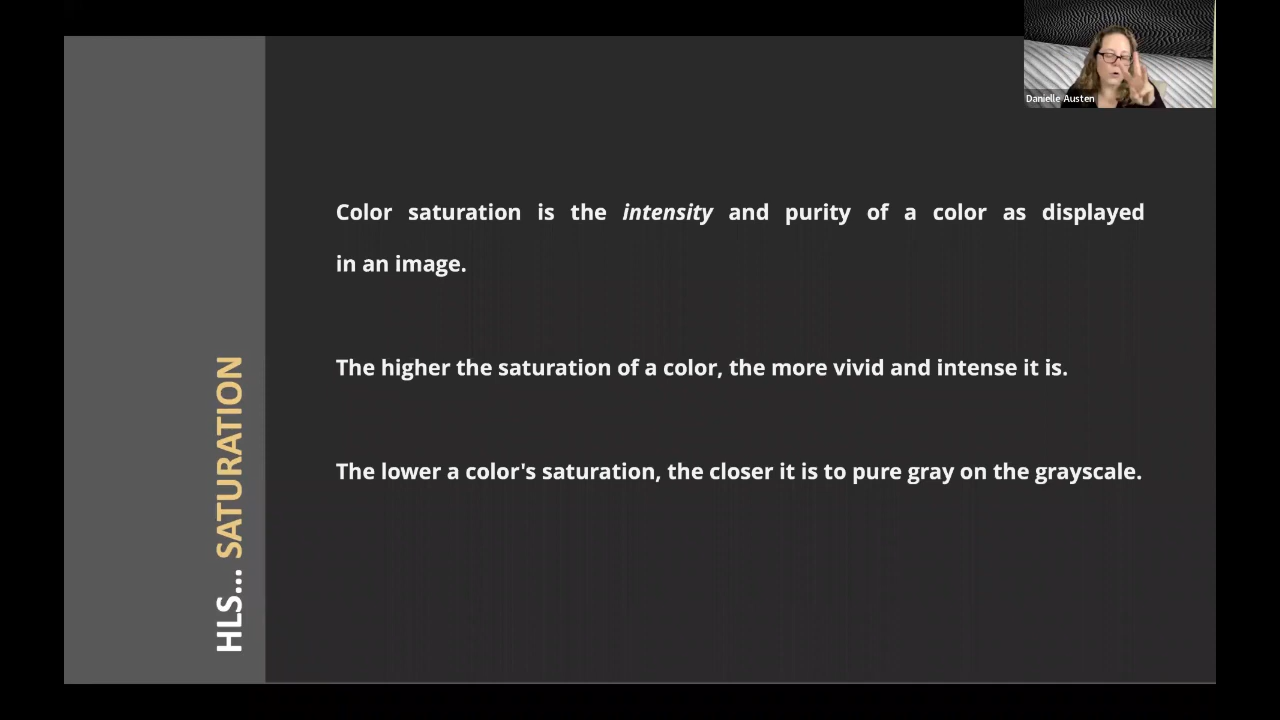 Danielle Austen
Color saturation is the intensity and purity of a color as displayed
in an image.
The higher the saturation of a color, the more vivid and intense it is.
The lower a color's saturation, the closer it is to pure gray on the grayscale.
HLS... SATURATION